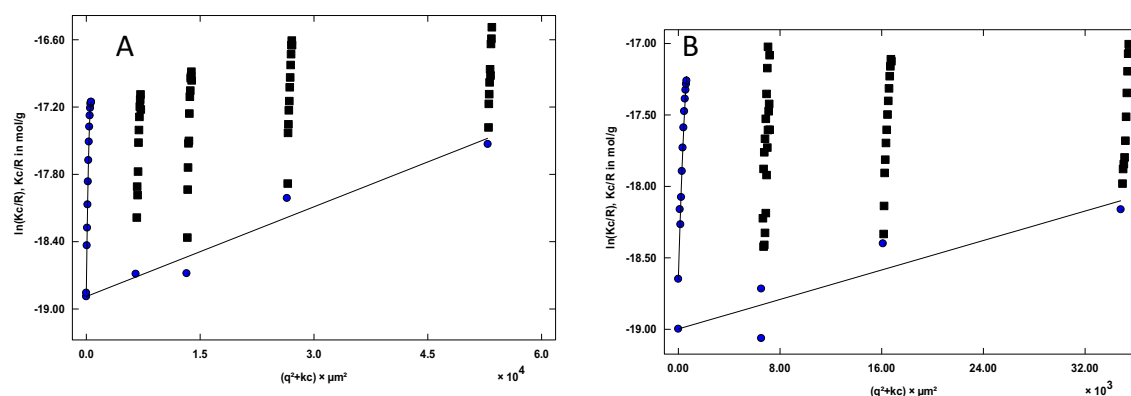 A
ln(Kc/R), Kc/R in mol/g
-16.60
-17.20
-17.80
-18.40
-19.00
0.0 1.5 3.0 4.5 6.0
(q²+kc) × μm²
× 10⁴
B
ln(Kc/R), Kc/R in mol/g
-17.00
-17.50
-18.00
-18.50
-19.00
0.00 8.00 16.00 24.00 32.00
(q²+kc) × μm²
× 10³